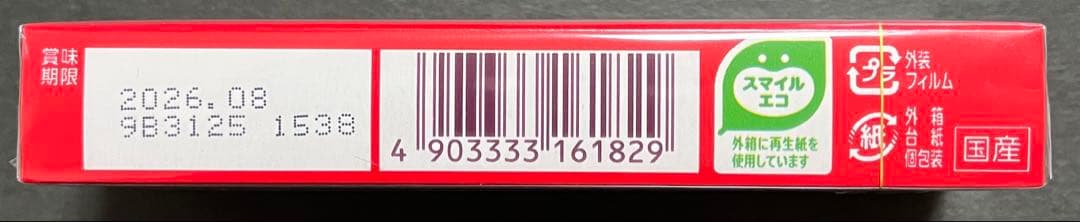 賞味
期限
2026.08
9B3125 1538
4 903333 161829
スマイル
エコ
外箱に再生紙を
使用しています
プラ
外装
フィルム
紙
外箱
台紙
個包装
国産